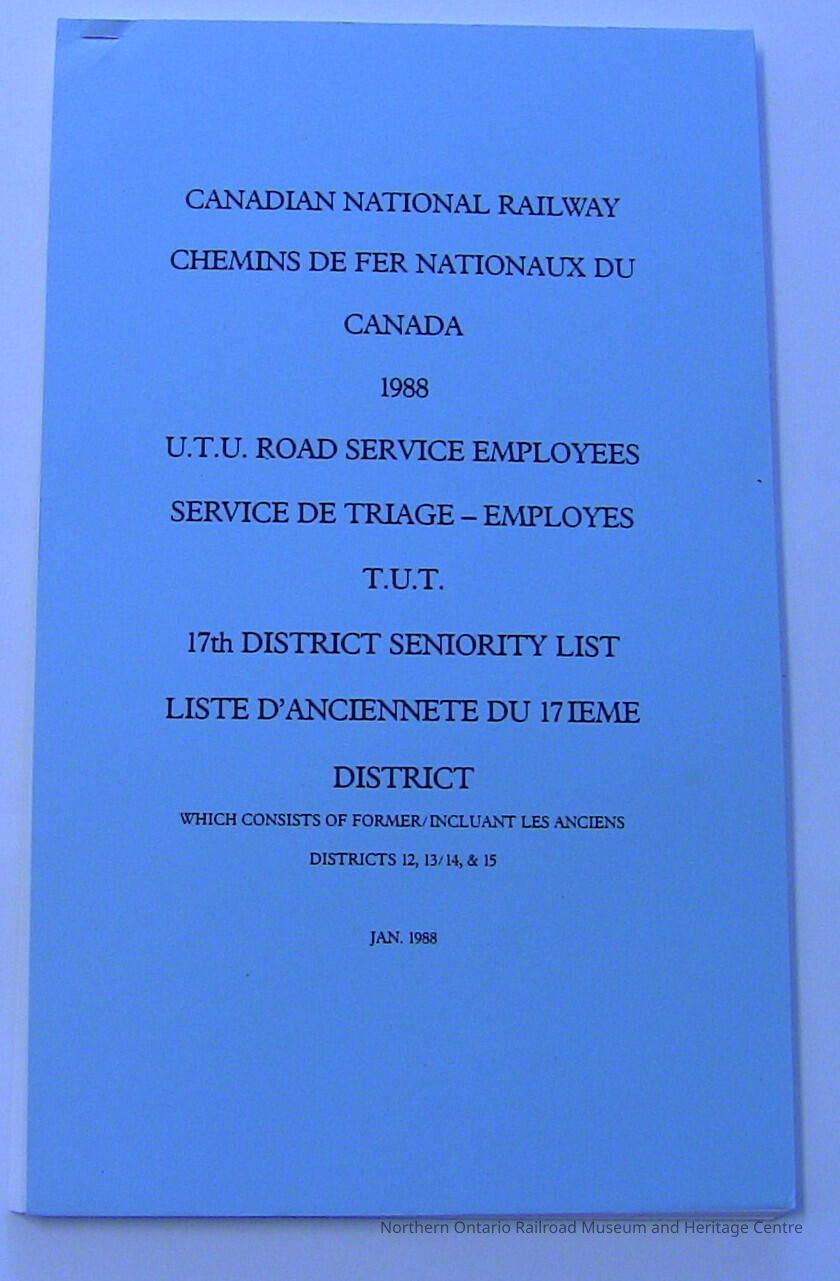 CANADIAN NATIONAL RAILWAY
CHEMINS DE FER NATIONAUX DU
CANADA
1988
U.T.U. ROAD SERVICE EMPLOYEES
SERVICE DE TRIAGE – EMPLOYES
T.U.T.
17th DISTRICT SENIORITY LIST
LISTE D'ANCIENNETE DU 17 IEME
DISTRICT
WHICH CONSISTS OF FORMER/INCLUANT LES ANCIENS
DISTRICTS 12, 13/14, & 15
JAN. 1988
Northern Ontario Railroad Museum and Heritage Centre